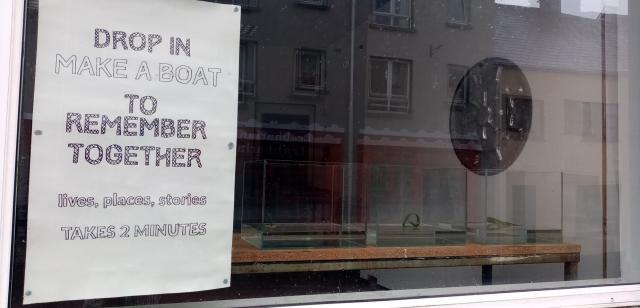 DROP IN
MAKE A BOAT
TO
REMEMBER
TOGETHER
lives, places, stories
TAKES 2 MINUTES